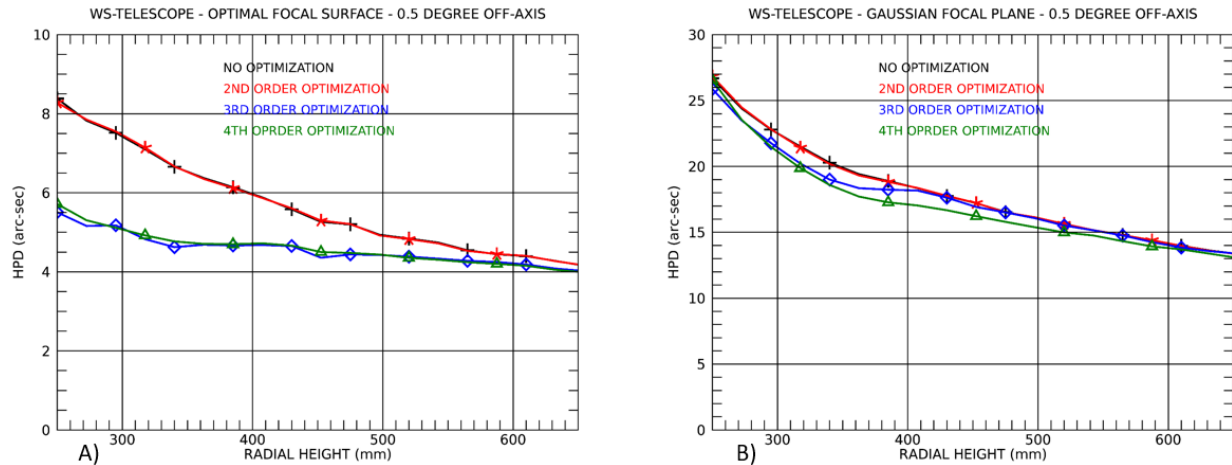 WS-TELESCOPE - OPTIMAL FOCAL SURFACE - 0.5 DEGREE OFF-AXIS
10
8
6
4
2
0
HPD (arc-sec)
NO OPTIMIZATION
2ND ORDER OPTIMIZATION
3RD ORDER OPTIMIZATION
4TH OPRDER OPTIMIZATION
300
400
500
600
A)
RADIAL HEIGHT (mm)
WS-TELESCOPE - GAUSSIAN FOCAL PLANE - 0.5 DEGREE OFF-AXIS
30
25
20
15
10
5
0
HPD (arc-sec)
NO OPTIMIZATION
2ND ORDER OPTIMIZATION
3RD ORDER OPTIMIZATION
4TH OPRDER OPTIMIZATION
300
400
500
600
B)
RADIAL HEIGHT (mm)